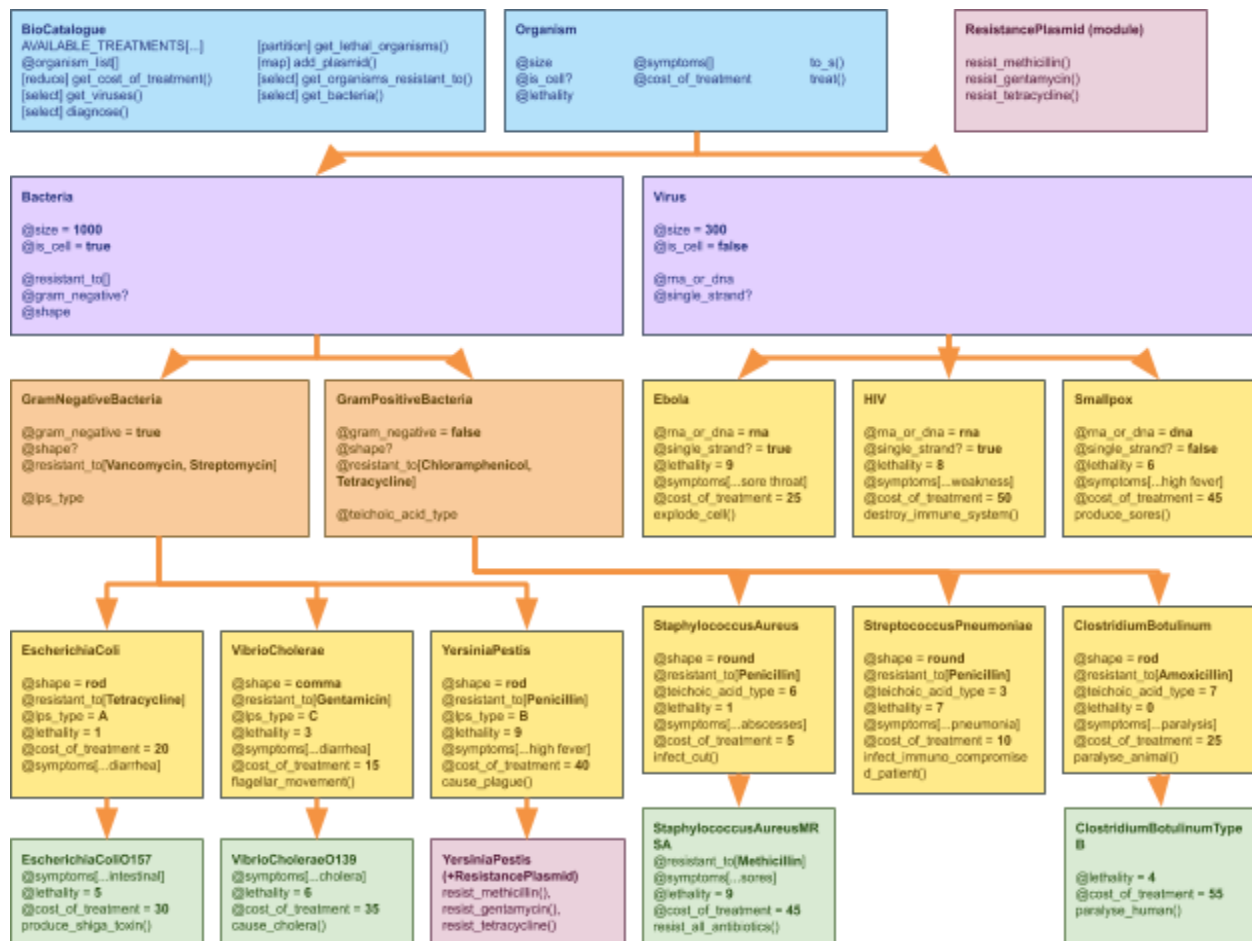 BioCatalogue
AVAILABLE_TREATMENTS[...]
@organism_list[]
[reduce] get_cost_of_treatment()
[select] get_viruses()
[select] diagnose()
[partition] get_lethal_organisms()
[map] add_plasmid()
[select] get_organisms_resistant_to()
[select] get_bacteria()
Organism
@size
@is_cell?
@lethality
@symptoms[]
@cost_of_treatment
to_s()
treat()
ResistancePlasmid (module)
resist_methicillin()
resist_gentamycin()
resist_tetracycline()
Bacteria
@size = 1000
@is_cell = true
@resistant_to[]
@gram_negative?
@shape
Virus
@size = 300
@is_cell = false
@rna_or_dna
@single_strand?
GramNegativeBacteria
@gram_negative = true
@shape?
@resistant_to[Vancomycin, Streptomycin]
@lps_type
GramPositiveBacteria
@gram_negative = false
@shape?
@resistant_to[Chloramphenicol,
Tetracycline]
@teichoic_acid_type
Ebola
@rna_or_dna = rna
@single_strand? = true
@lethality = 9
@symptoms[...sore throat]
@cost_of_treatment = 25
explode_cell()
HIV
@rna_or_dna = rna
@single_strand? = true
@lethality = 8
@symptoms[...weakness]
@cost_of_treatment = 50
destroy_immune_system()
Smallpox
@rna_or_dna = dna
@single_strand? = false
@lethality = 6
@symptoms[...high fever]
@cost_of_treatment = 45
produce_sores()
EscherichiaColi
@shape = rod
@resistant_to[Tetracycline]
@lps_type = A
@lethality = 1
@cost_of_treatment = 20
@symptoms[...diarrhea]
VibrioCholerae
@shape = comma
@resistant_to[Gentamicin]
@lps_type = C
@lethality = 3
@symptoms[...diarrhea]
@cost_of_treatment = 15
flagellar_movement()
YersiniaPestis
@shape = rod
@resistant_to[Penicillin]
@lps_type = B
@lethality = 9
@symptoms[...high fever]
@cost_of_treatment = 40
cause_plague()
StaphylococcusAureus
@shape = round
@resistant_to[Penicillin]
@teichoic_acid_type = 6
@lethality = 1
@symptoms[...abscesses]
@cost_of_treatment = 5
infect_cut()
StreptococcusPneumoniae
@shape = round
@resistant_to[Penicillin]
@teichoic_acid_type = 3
@lethality = 7
@symptoms[...pneumonia]
@cost_of_treatment = 10
infect_immuno_compromise
d_patient()
ClostridiumBotulinum
@shape = rod
@resistant_to[Amoxicillin]
@teichoic_acid_type = 7
@lethality = 0
@symptoms[...paralysis]
@cost_of_treatment = 25
paralyse_animal()
EscherichiaColiO157
@symptoms[...intestinal]
@lethality = 5
@cost_of_treatment = 30
produce_shiga_toxin()
VibrioCholeraeO139
@symptoms[...cholera]
@lethality = 6
@cost_of_treatment = 35
cause_cholera()
YersiniaPestis
(+ResistancePlasmid)
resist_methicillin(),
resist_gentamycin(),
resist_tetracycline()
StaphylococcusAureusMR
SA
@resistant_to[Methicillin]
@symptoms[...sores]
@lethality = 9
@cost_of_treatment = 45
resist_all_antibiotics()
ClostridiumBotulinumType
B
@lethality = 4
@cost_of_treatment = 55
paralyse_human()